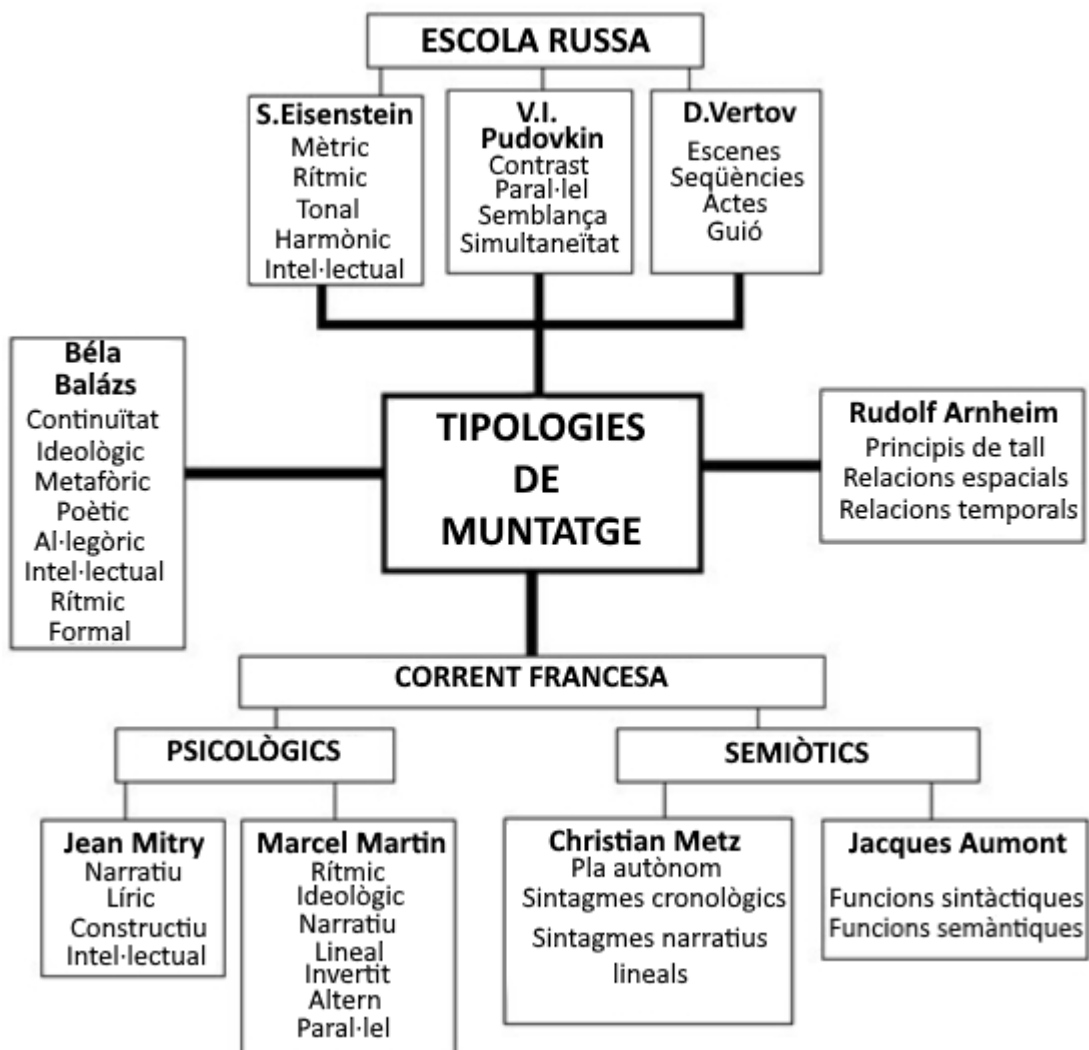 ESCOLA RUSSA
S.Eisenstein
Mètric
Rítmic
Tonal
Harmònic
Intel·lectual
V.I.
Pudovkin
Contrast
Paral·lel
Semblança
Simultaneïtat
D.Vertov
Escenes
Seqüències
Actes
Guió
Béla
Balázs
Continuïtat
Ideològic
Metafòric
Poètic
Al·legòric
Intel·lectual
Rítmic
Formal
TIPOLOGIES
DE
MUNTATGE
Rudolf Arnheim
Principis de tall
Relacions espacials
Relacions temporals
CORRENT FRANCESA
PSICOLÒGICS
SEMIÒTICS
Jean Mitry
Narratiu
Líric
Constructiu
Intel·lectual
Marcel Martin
Rítmic
Ideològic
Narratiu
Lineal
Invertit
Altern
Paral·lel
Christian Metz
Pla autònom
Sintagmes cronològics
Sintagmes narratius
lineals
Jacques Aumont
Funcions sintàctiques
Funcions semàntiques